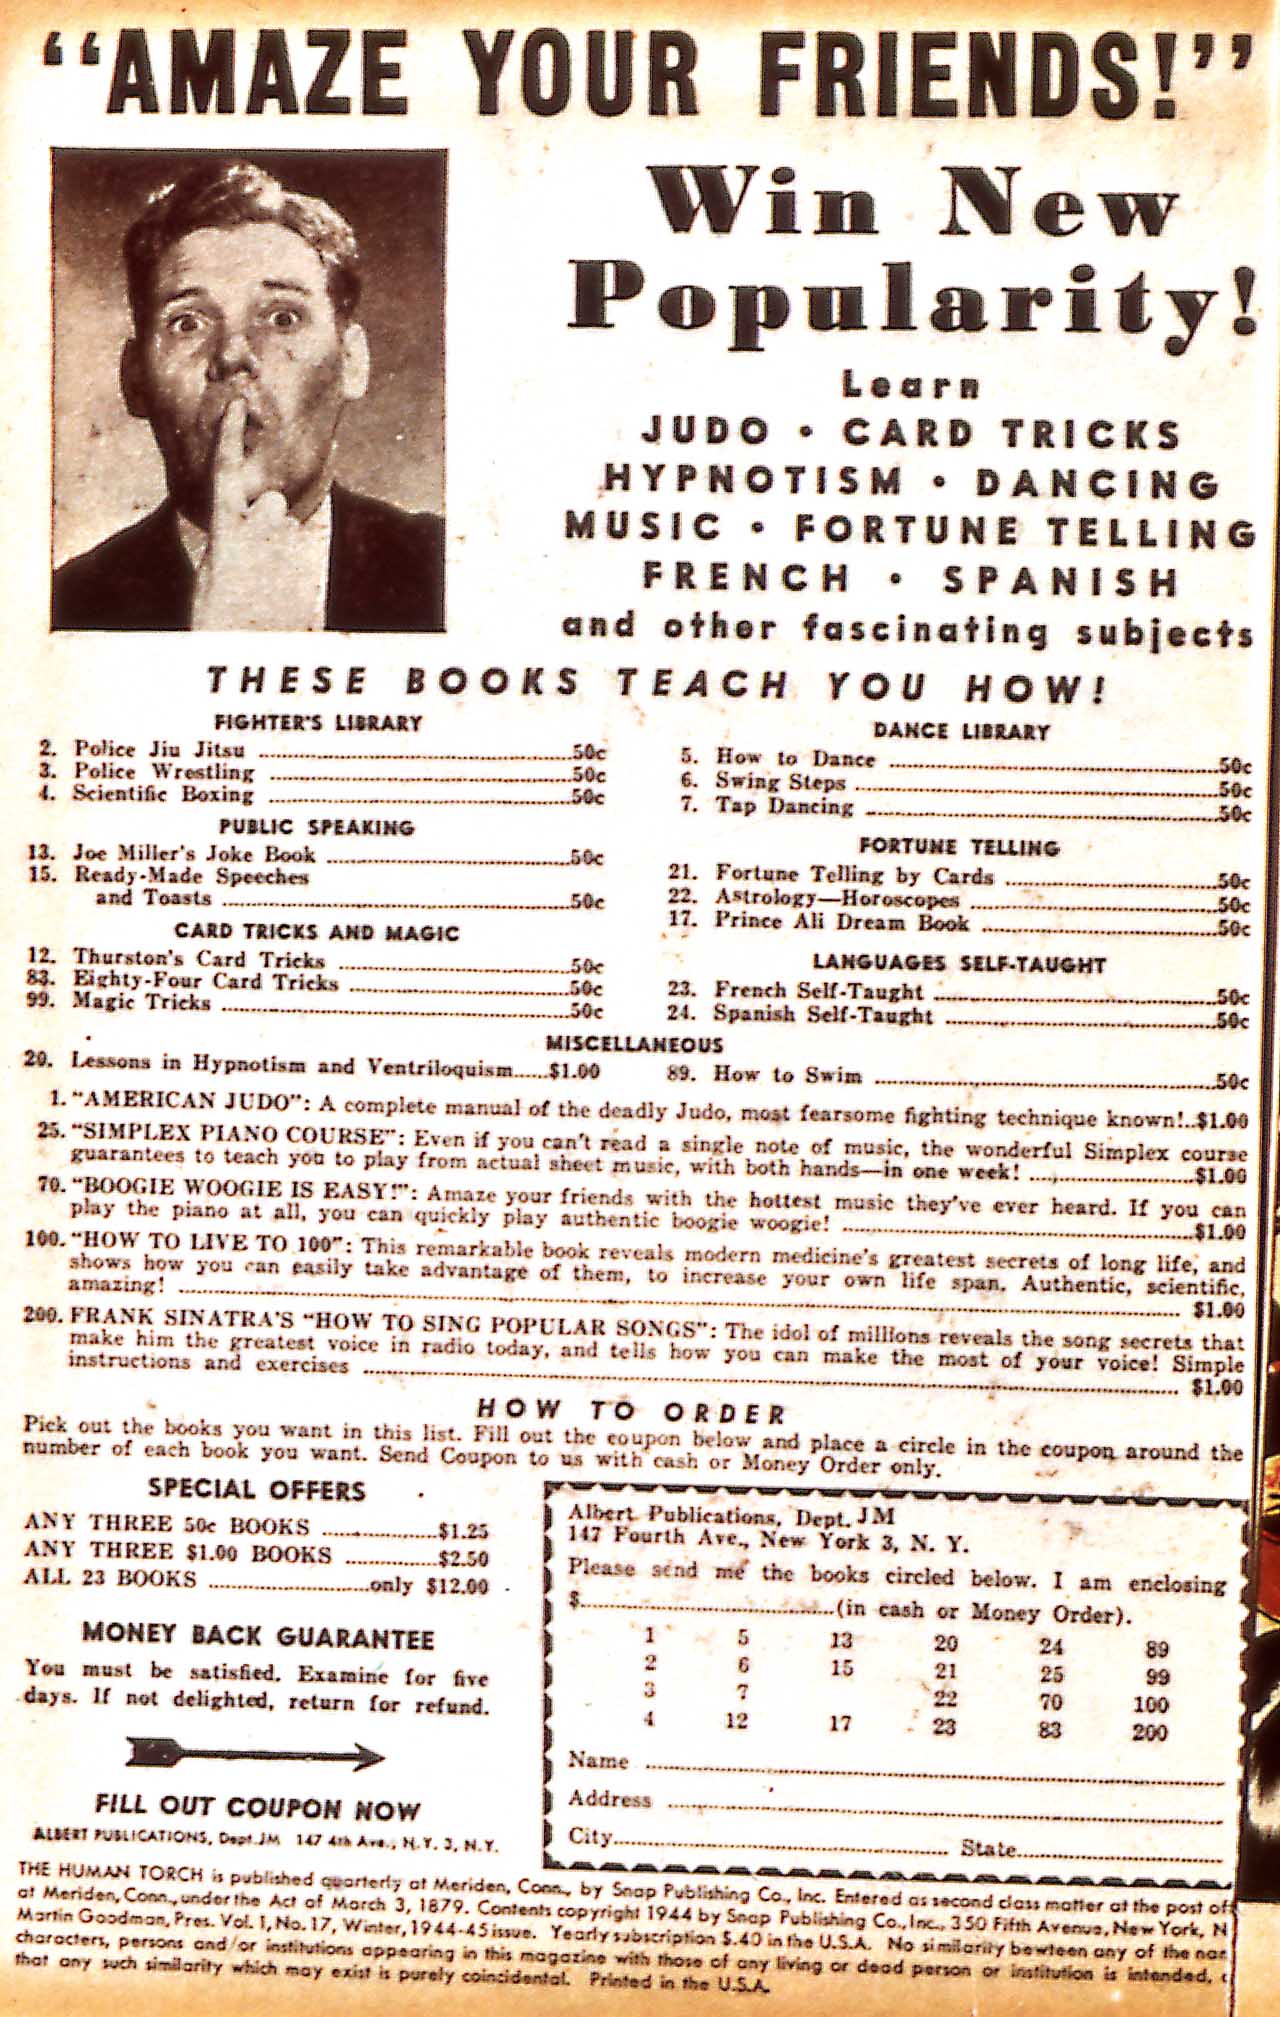 “AMAZE YOUR FRIENDS!”
Win New
Popularity!
Learn
JUDO • CARD TRICKS
HYPNOTISM • DANCING
MUSIC • FORTUNE TELLING
FRENCH • SPANISH
and other fascinating subjects
THESE BOOKS TEACH YOU HOW!
FIGHTER'S LIBRARY
2. Police Jiu Jitsu ........ 50c
3. Police Wrestling ........ 50c
4. Scientific Boxing ........ 50c
PUBLIC SPEAKING
13. Joe Miller's Joke Book ........ 50c
15. Ready-Made Speeches
and Toasts ........ 50c
CARD TRICKS AND MAGIC
12. Thurston's Card Tricks ........ 50c
83. Eighty-Four Card Tricks ........ 50c
99. Magic Tricks ........ 50c
DANCE LIBRARY
5. How to Dance ........ 50c
6. Swing Steps ........ 50c
7. Tap Dancing ........ 50c
FORTUNE TELLING
21. Fortune Telling by Cards ........ 50c
22. Astrology—Horoscopes ........ 50c
17. Prince Ali Dream Book ........ 50c
LANGUAGES SELF-TAUGHT
23. French Self-Taught ........ 50c
24. Spanish Self-Taught ........ 50c
MISCELLANEOUS
20. Lessons in Hypnotism and Ventriloquism......$1.00
89. How to Swim ........ 50c
1. “AMERICAN JUDO”: A complete manual of the deadly Judo, most fearsome fighting technique known!..$1.00
25. “SIMPLEX PIANO COURSE”: Even if you can't read a single note of music, the wonderful Simplex course
guarantees to teach you to play from actual sheet music, with both hands—in one week! ........ $1.00
70. “BOOGIE WOOGIE IS EASY!”: Amaze your friends with the hottest music they've ever heard. If you can
play the piano at all, you can quickly play authentic boogie woogie! ........ $1.00
100. “HOW TO LIVE TO 100”: This remarkable book reveals modern medicine's greatest secrets of long life, and
shows how you can easily take advantage of them, to increase your own life span. Authentic, scientific,
amazing! ........ $1.00
200. FRANK SINATRA'S “HOW TO SING POPULAR SONGS”: The idol of millions reveals the song secrets that
make him the greatest voice in radio today, and tells how you can make the most of your voice! Simple
instructions and exercises ........ $1.00
HOW TO ORDER
Pick out the books you want in this list. Fill out the coupon below and place a circle in the coupon around the
number of each book you want. Send Coupon to us with cash or Money Order only.
SPECIAL OFFERS
ANY THREE 50c BOOKS ........ $1.25
ANY THREE $1.00 BOOKS ........ $2.50
ALL 23 BOOKS ........ only $12.00
MONEY BACK GUARANTEE
You must be satisfied. Examine for five
days. If not delighted, return for refund.
FILL OUT COUPON NOW
ALBERT PUBLICATIONS, Dept. JM 147 4th Ave., N.Y. 3, N.Y.
Albert Publications, Dept. JM
147 Fourth Ave., New York 3, N. Y.
Please send me the books circled below. I am enclosing
$........ (in cash or Money Order).
1 5 13 20 24 89
2 6 15 21 25 99
3 7 22 70 100
4 12 17 23 83 200
Name ........
Address ........
City........ State........
THE HUMAN TORCH is published quarterly at Meriden, Conn., by Snap Publishing Co., Inc. Entered as second class matter at the post off
at Meriden, Conn., under the Act of March 3, 1879. Contents copyright 1944 by Snap Publishing Co., Inc., 350 Fifth Avenue, New York, N
Martin Goodman, Pres. Vol. 1, No. 17, Winter, 1944-45 issue. Yearly subscription $.40 in the U.S.A. No similarity bewteen any of the nar
characters, persons and/or institutions appearing in this magazine with those of any living or dead person or institution is intended,
that any such similarity which may exist is purely coincidental. Printed in the U.S.A.